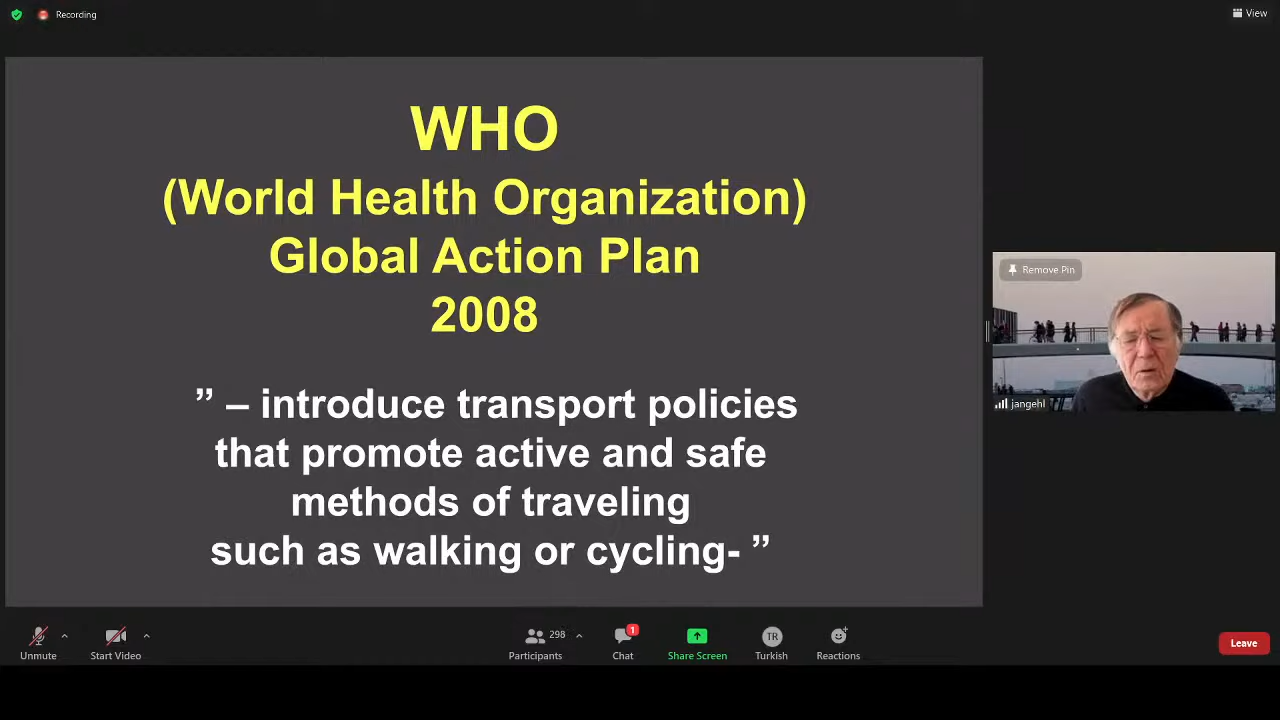 Recording
View
WHO
(World Health Organization)
Global Action Plan
2008
” – introduce transport policies
that promote active and safe
methods of traveling
such as walking or cycling- ”
Remove Pin
jangehl
Unmute
Start Video
298
Participants
1
Chat
Share Screen
TR
Turkish
Reactions
Leave